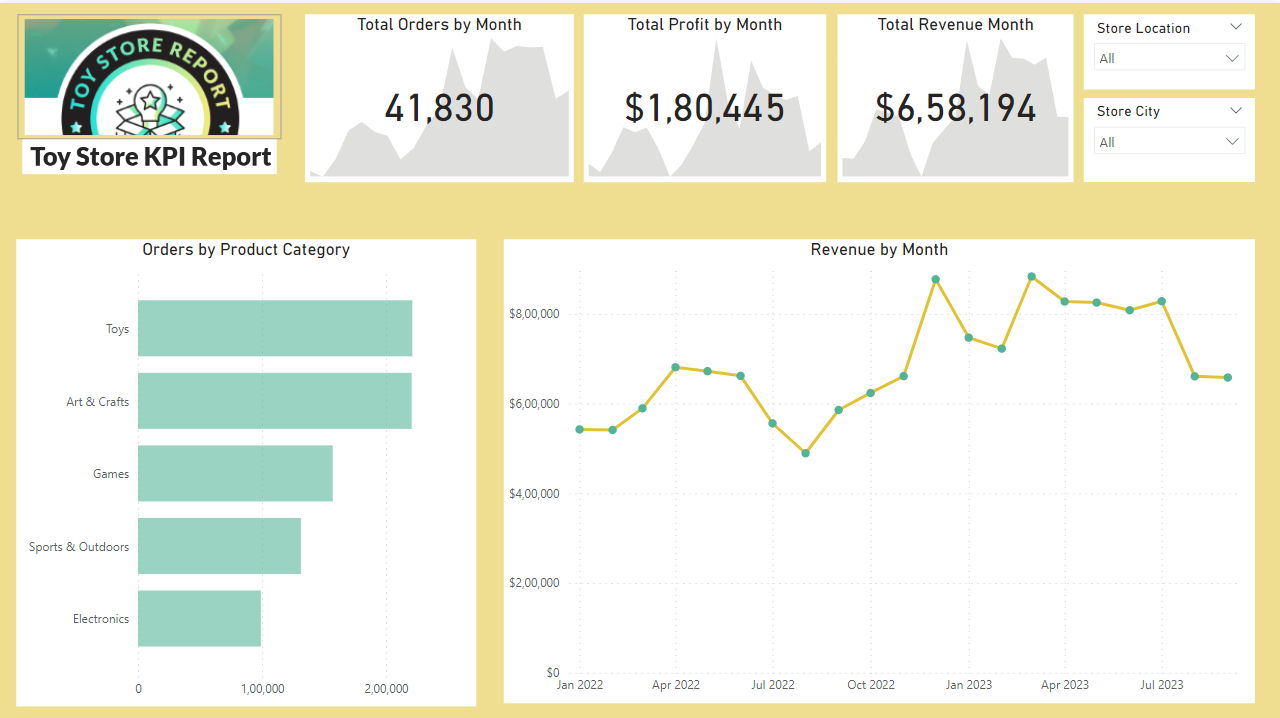 TOY STORE REPORT
Toy Store KPI Report
Total Orders by Month
41,830
Total Profit by Month
$1,80,445
Total Revenue Month
$6,58,194
Store Location
All
Store City
All
Orders by Product Category
Toys
Art & Crafts
Games
Sports & Outdoors
Electronics
0 1,00,000 2,00,000
Revenue by Month
$8,00,000
$6,00,000
$4,00,000
$2,00,000
$0
Jan 2022 Apr 2022 Jul 2022 Oct 2022 Jan 2023 Apr 2023 Jul 2023